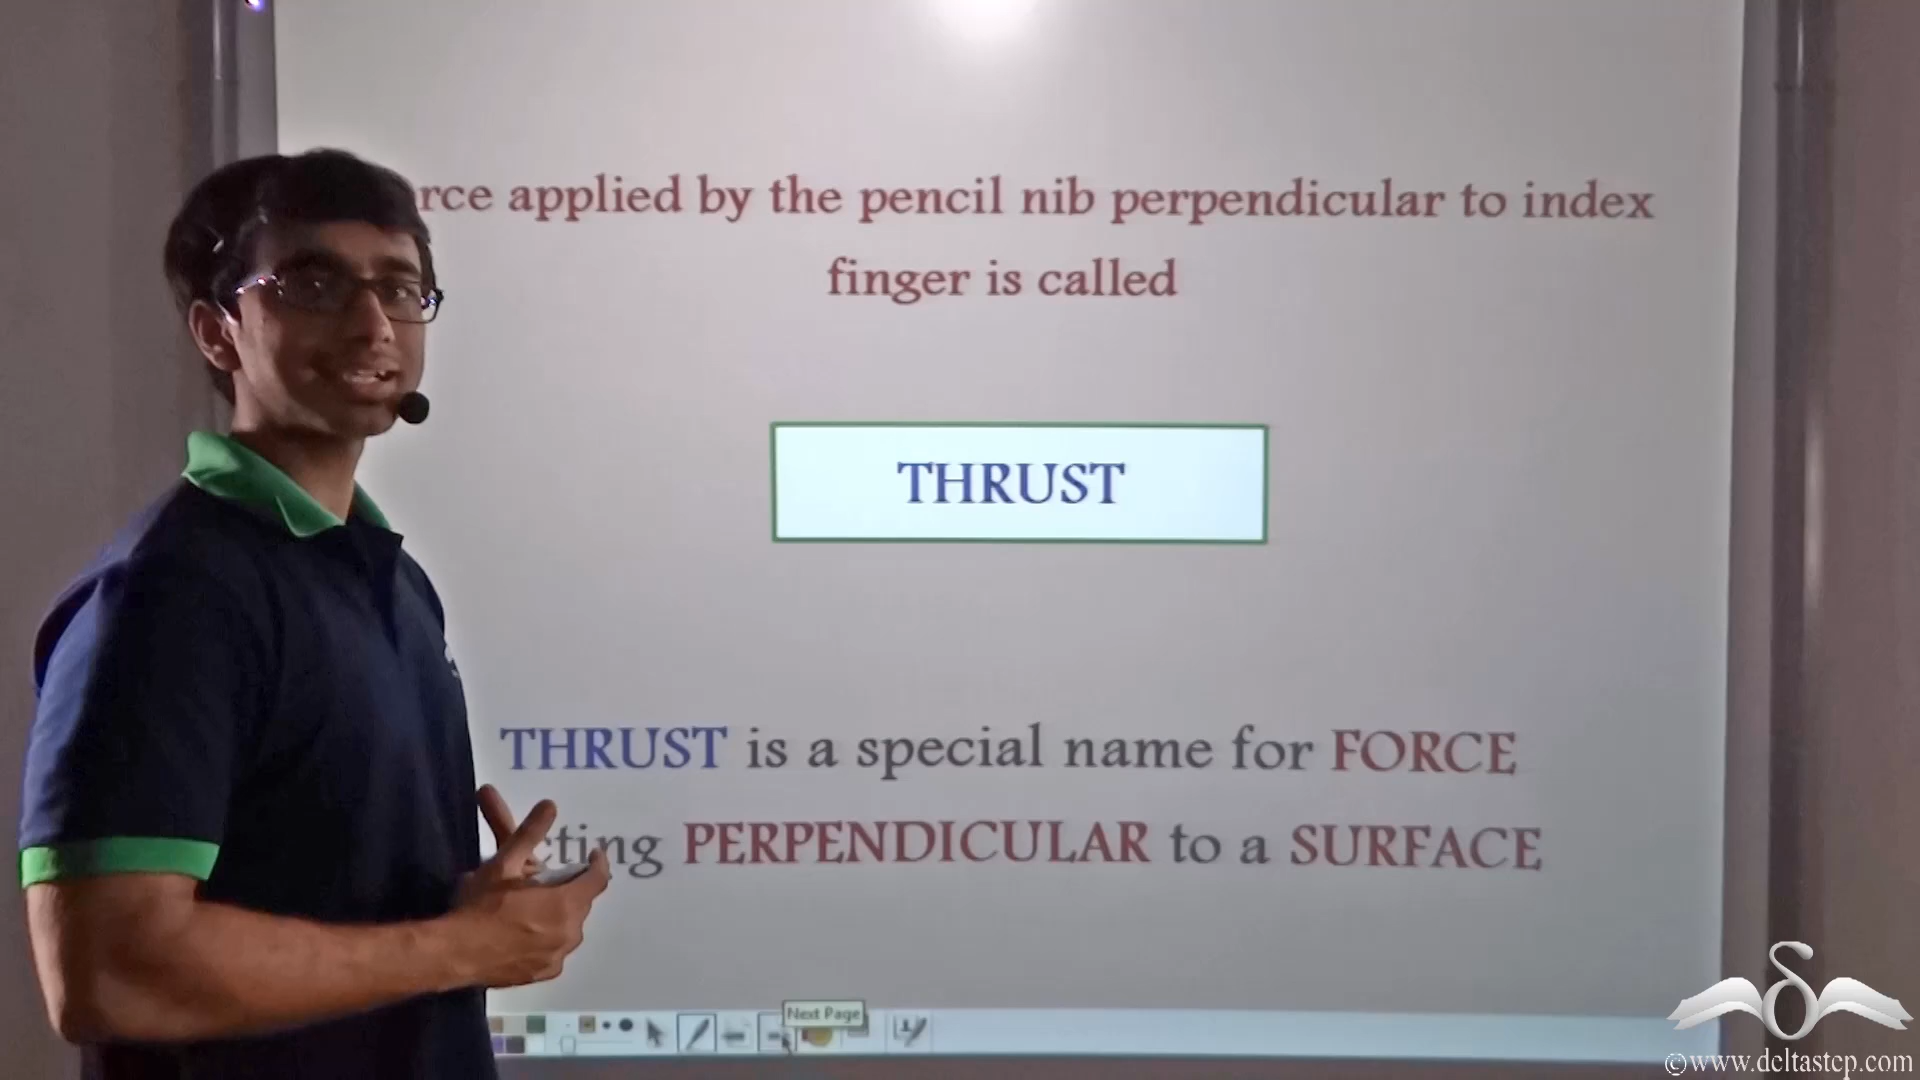 rce applied by the pencil nib perpendicular to index
finger is called
THRUST
THRUST is a special name for FORCE
cting PERPENDICULAR to a SURFACE
Next Page
©www.deltastep.com